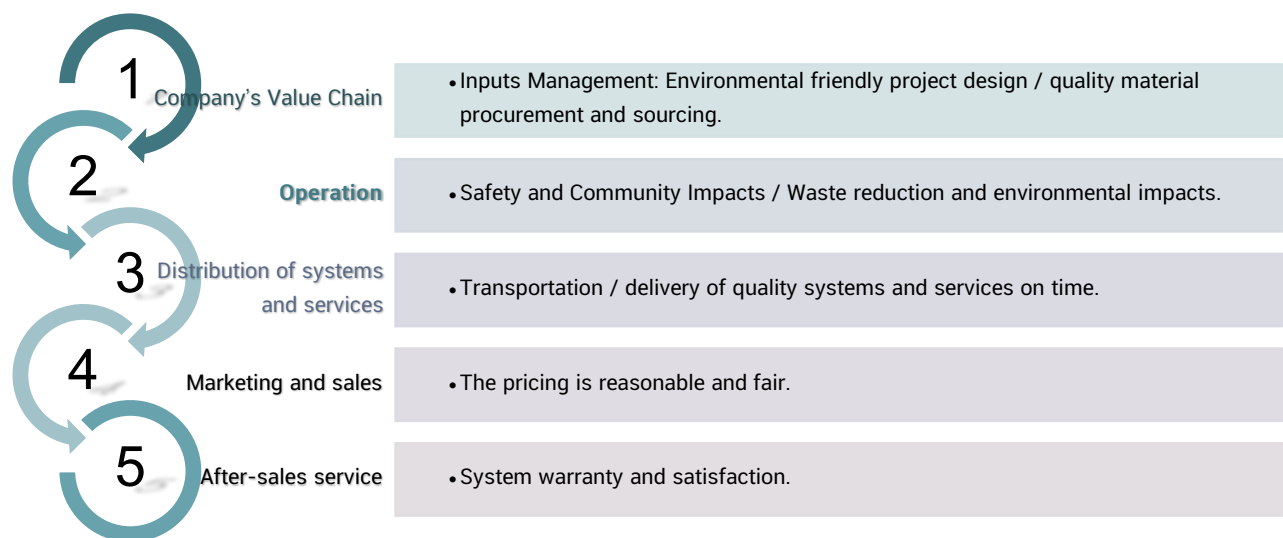 1
Company's Value Chain
• Inputs Management: Environmental friendly project design / quality material
procurement and sourcing.
2
Operation
• Safety and Community Impacts / Waste reduction and environmental impacts.
3
Distribution of systems
and services
• Transportation / delivery of quality systems and services on time.
4
Marketing and sales
• The pricing is reasonable and fair.
5
After-sales service
• System warranty and satisfaction.